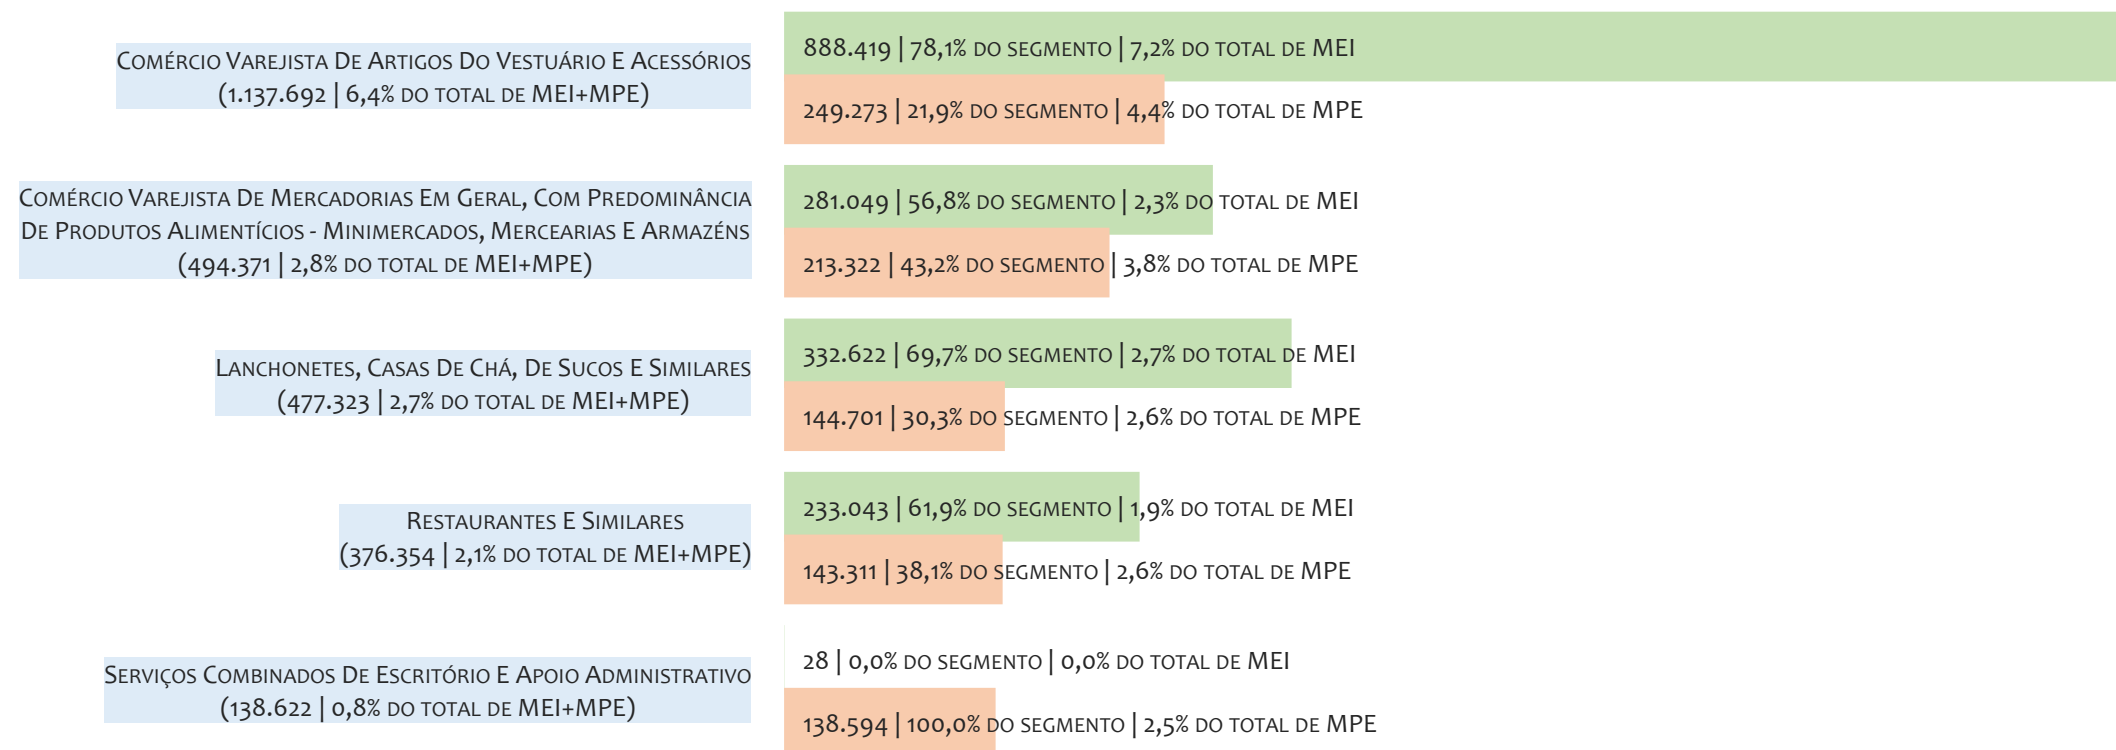 Comércio Varejista De Artigos Do Vestuário E Acessórios
(1.137.692 | 6,4% do total de MEI+MPE)
888.419 | 78,1% do segmento | 7,2% do total de MEI
249.273 | 21,9% do segmento | 4,4% do total de MPE
Comércio Varejista De Mercadorias Em Geral, Com Predominância
De Produtos Alimentícios - Minimercados, Mercearias E Armazéns
(494.371 | 2,8% do total de MEI+MPE)
281.049 | 56,8% do segmento | 2,3% do total de MEI
213.322 | 43,2% do segmento | 3,8% do total de MPE
Lanchonetes, Casas De Chá, De Sucos E Similares
(477.323 | 2,7% do total de MEI+MPE)
332.622 | 69,7% do segmento | 2,7% do total de MEI
144.701 | 30,3% do segmento | 2,6% do total de MPE
Restaurantes E Similares
(376.354 | 2,1% do total de MEI+MPE)
233.043 | 61,9% do segmento | 1,9% do total de MEI
143.311 | 38,1% do segmento | 2,6% do total de MPE
Serviços Combinados De Escritório E Apoio Administrativo
(138.622 | 0,8% do total de MEI+MPE)
28 | 0,0% do segmento | 0,0% do total de MEI
138.594 | 100,0% do segmento | 2,5% do total de MPE